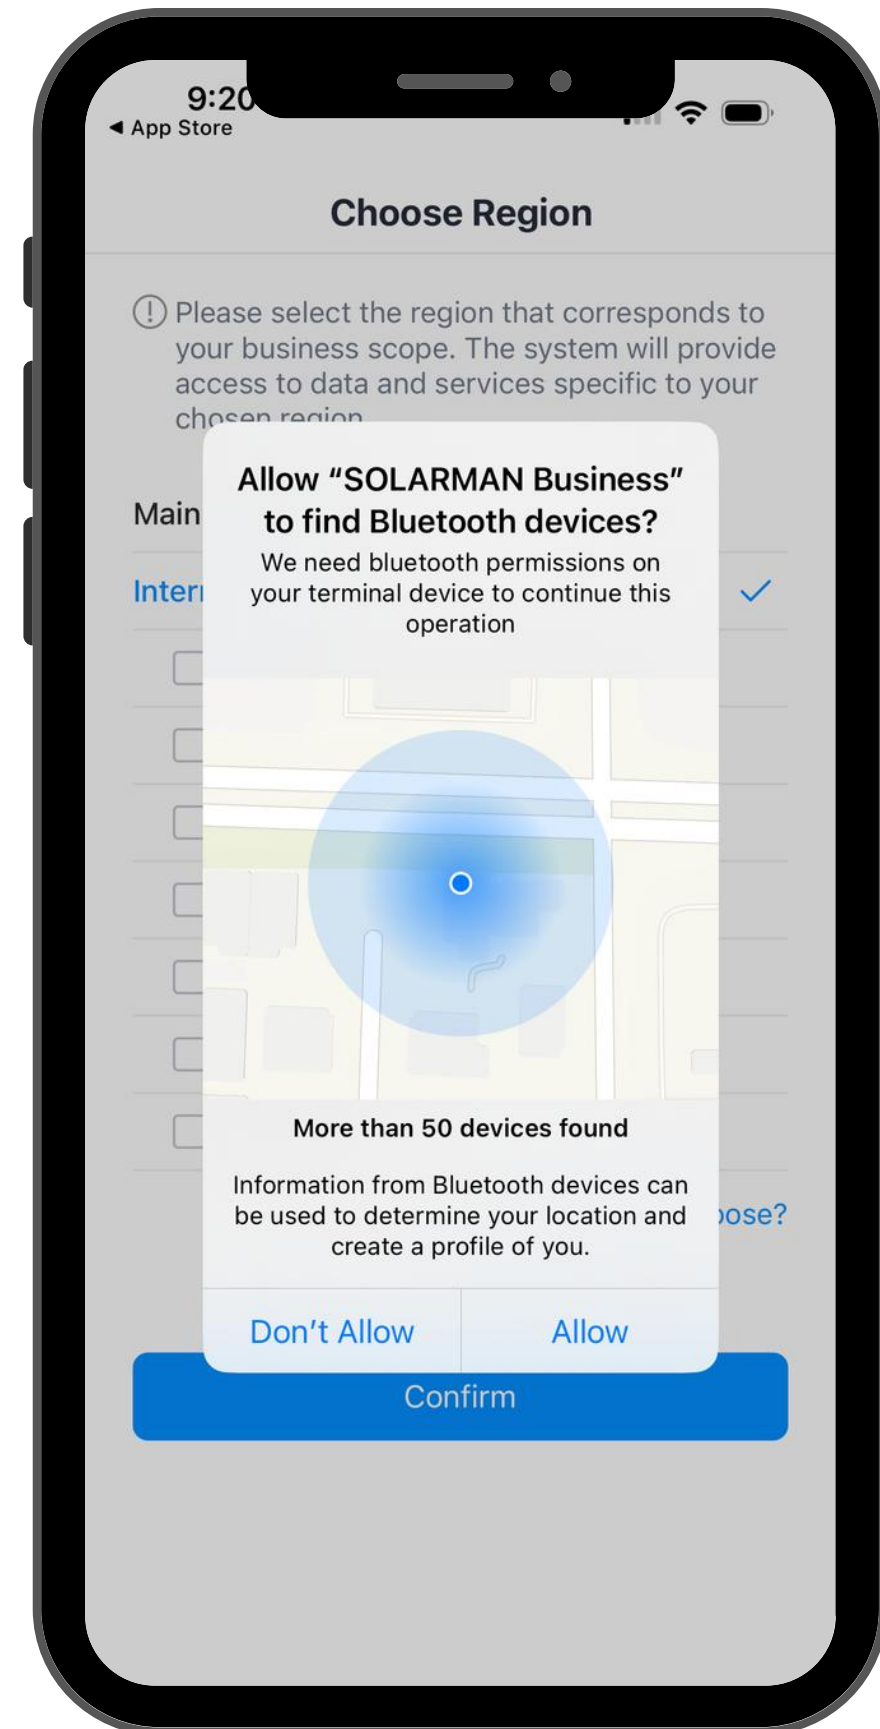 9:20
◀ App Store
Choose Region
Please select the region that corresponds to
your business scope. The system will provide
access to data and services specific to your
chosen region
Allow “SOLARMAN Business”
to find Bluetooth devices?
We need bluetooth permissions on
your terminal device to continue this
operation
Main
More than 50 devices found
Information from Bluetooth devices can
be used to determine your location and
create a profile of you.
Don’t Allow
Allow
Confirm